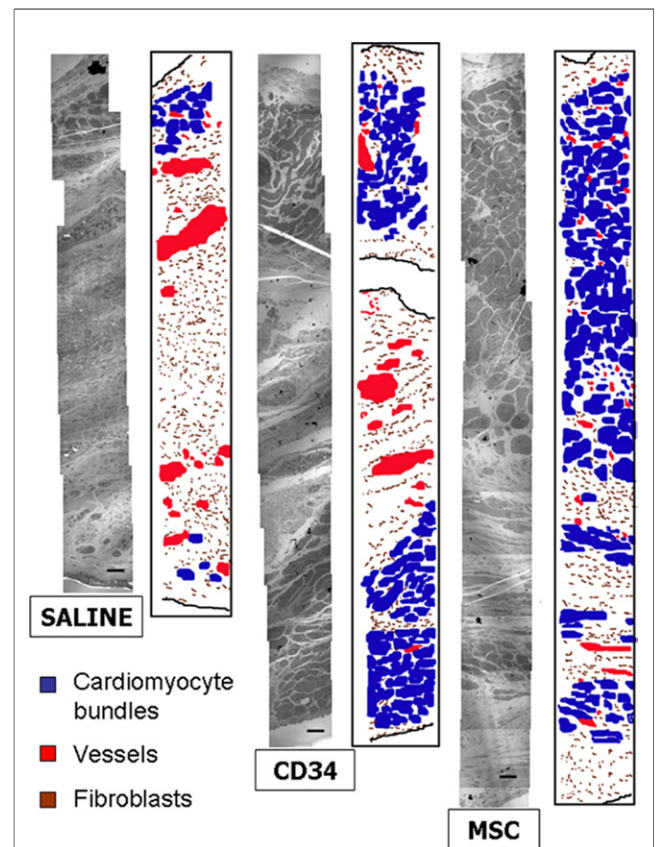 SALINE
CD34
MSC
Cardiomyocyte
bundles
Vessels
Fibroblasts